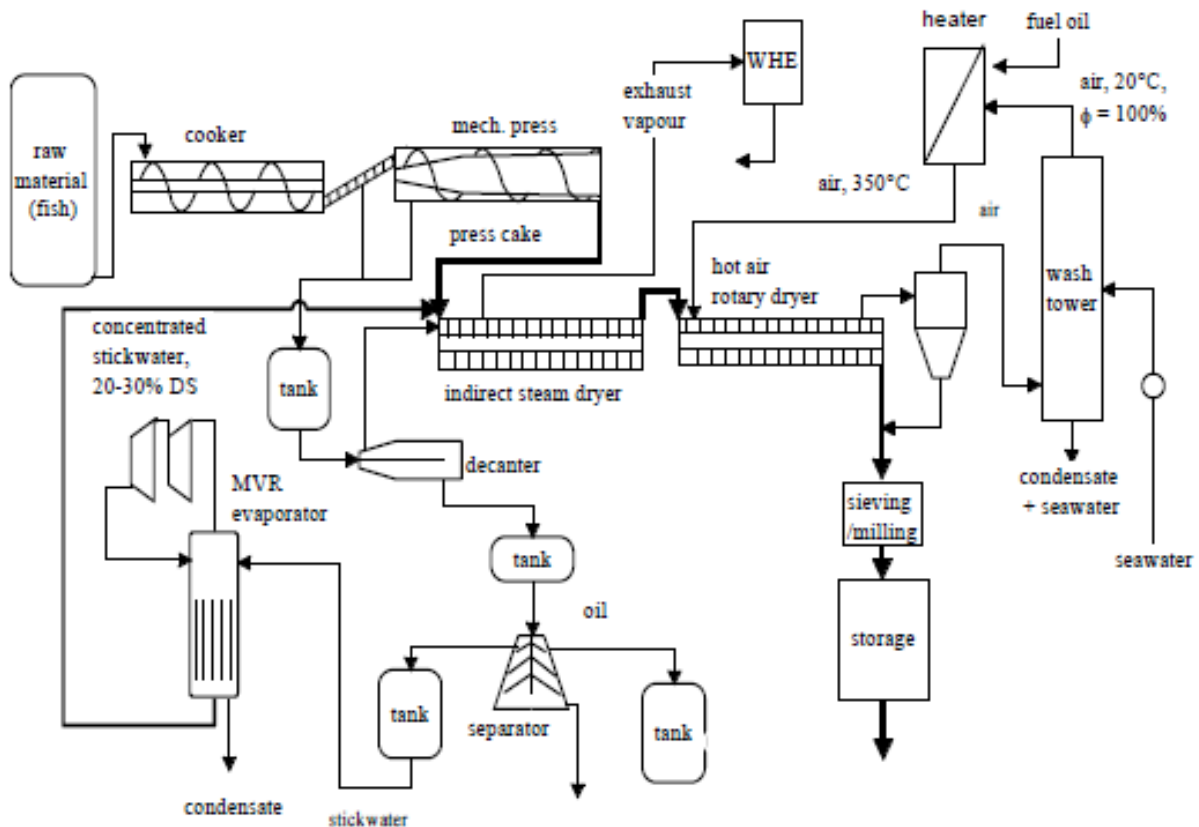 heater
fuel oil
WHE
air, 20°C,
ϕ = 100%
exhaust
vapour
cooker
mech. press
raw
material
(fish)
air, 350°C
air
press cake
hot air
rotary dryer
wash
tower
concentrated
stickwater,
20-30% DS
tank
indirect steam dryer
decanter
condensate
+ seawater
MVR
evaporator
sieving
/milling
seawater
tank
oil
storage
tank
separator
tank
condensate
stickwater